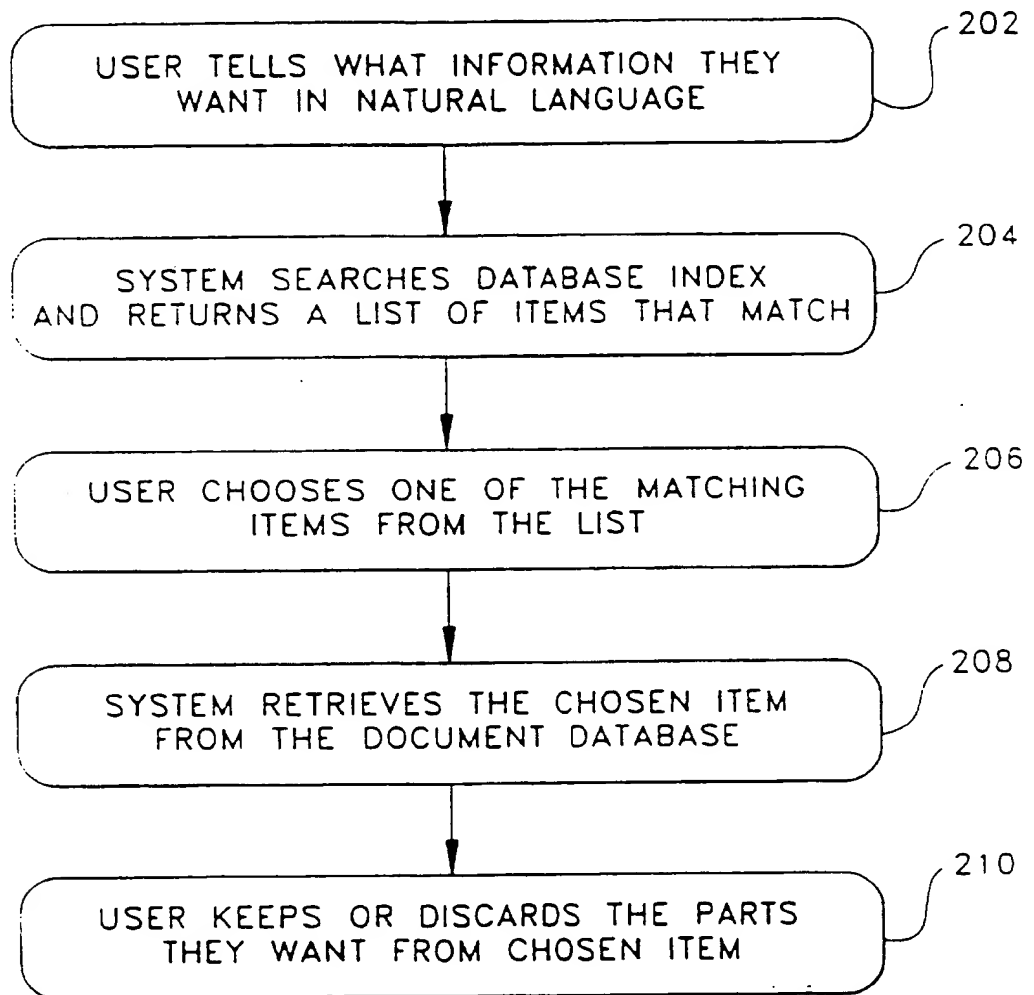 202
USER TELLS WHAT INFORMATION THEY
WANT IN NATURAL LANGUAGE
204
SYSTEM SEARCHES DATABASE INDEX
AND RETURNS A LIST OF ITEMS THAT MATCH
206
USER CHOOSES ONE OF THE MATCHING
ITEMS FROM THE LIST
208
SYSTEM RETRIEVES THE CHOSEN ITEM
FROM THE DOCUMENT DATABASE
210
USER KEEPS OR DISCARDS THE PARTS
THEY WANT FROM CHOSEN ITEM